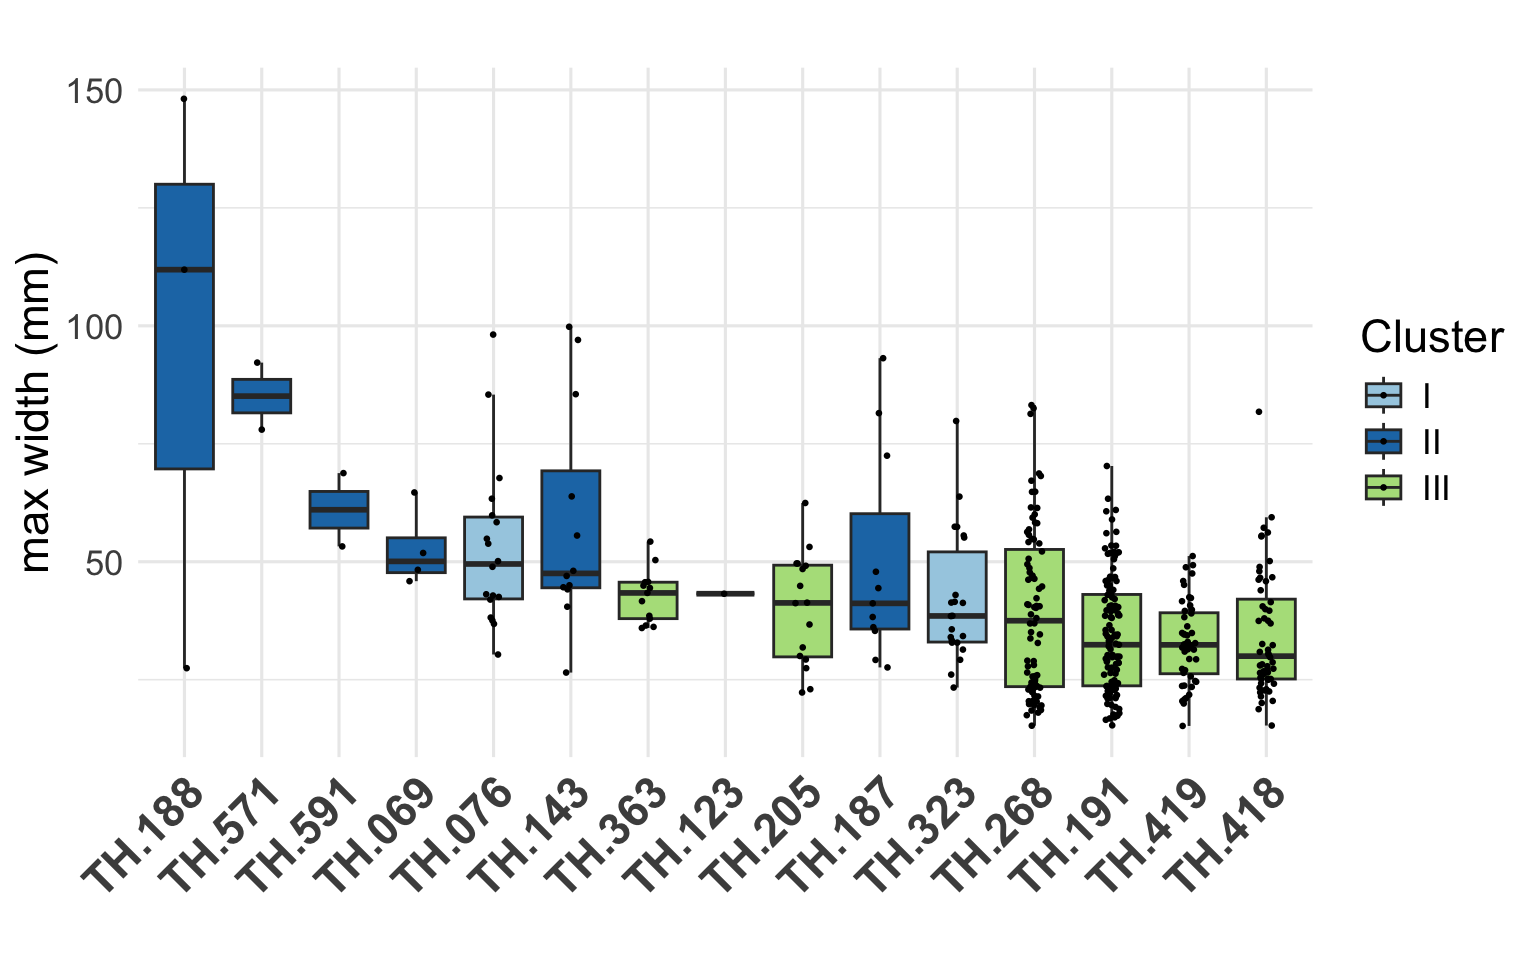 max width (mm)
150
100
50
TH.188
TH.571
TH.591
TH.069
TH.076
TH.143
TH.363
TH.123
TH.205
TH.187
TH.323
TH.268
TH.191
TH.419
TH.418
Cluster
I
II
III